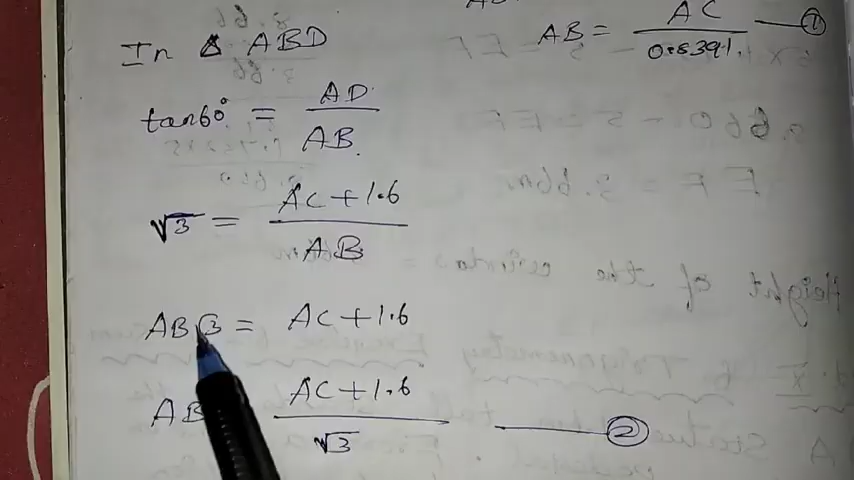 AB = AC / 0.8391. ——— ①
In Δ ABD
tan60° = AD / AB.
√3 = AC + 1.6 / AB
AB√3 = AC + 1.6
AB AC + 1.6 / √3 ——— ②